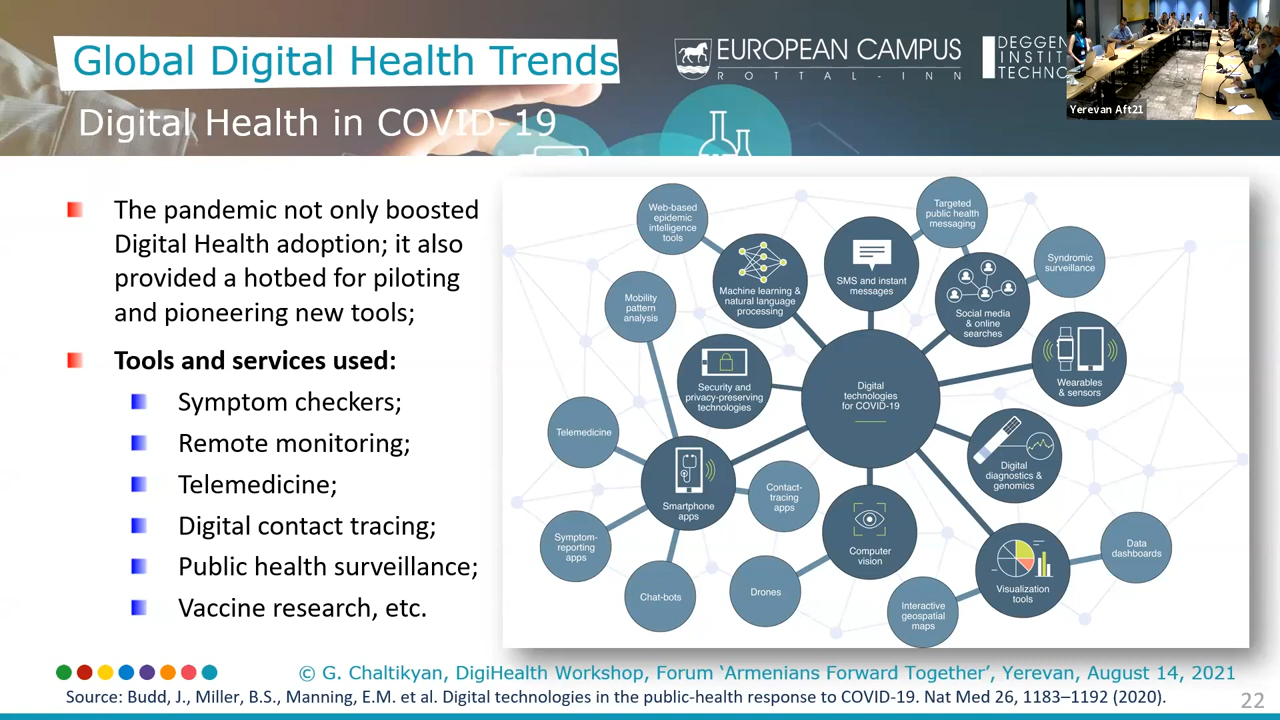 Global Digital Health Trends
Digital Health in COVID-19
EUROPEAN CAMPUS
ROTTAL-INN
DEGGEN
INSTIT
TECHNO
Yerevan Aft21
The pandemic not only boosted
Digital Health adoption; it also
provided a hotbed for piloting
and pioneering new tools;
Tools and services used:
Symptom checkers;
Remote monitoring;
Telemedicine;
Digital contact tracing;
Public health surveillance;
Vaccine research, etc.
Web-based
epidemic
intelligence
tools
Machine learning &
natural language
processing
SMS and instant
messages
Targeted
public health
messaging
Social media
& online
searches
Syndromic
surveillance
Mobility
pattern
analysis
Security and
privacy-preserving
technologies
Digital
technologies
for COVID-19
Wearables
& sensors
Telemedicine
Smartphone
apps
Contact-
tracing
apps
Digital
diagnostics &
genomics
Symptom-
reporting
apps
Chat-bots
Drones
Computer
vision
Interactive
geospatial
maps
Visualization
tools
Data
dashboards
© G. Chaltikyan, DigiHealth Workshop, Forum ‘Armenians Forward Together’, Yerevan, August 14, 2021
Source: Budd, J., Miller, B.S., Manning, E.M. et al. Digital technologies in the public-health response to COVID-19. Nat Med 26, 1183–1192 (2020).
22